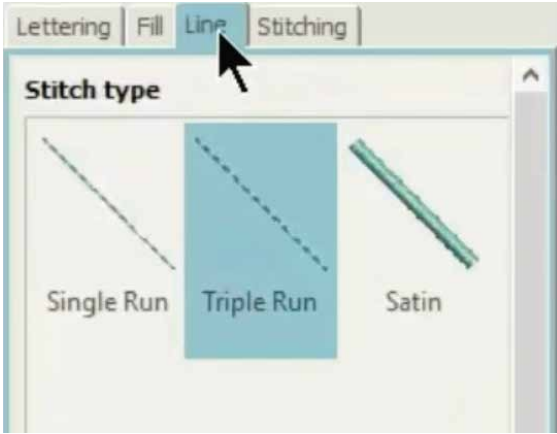 Lettering Fill Line Stitching
Stitch type
Single Run Triple Run Satin